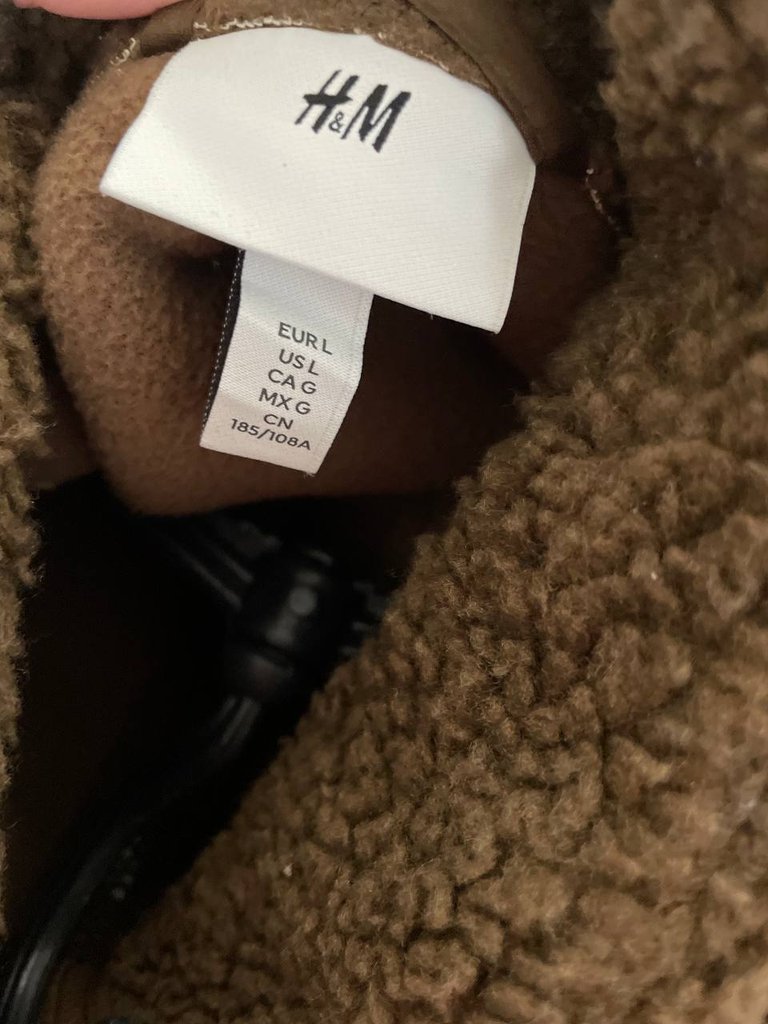 H&M
EUR L
US L
CA G
MX G
CN
185/108A